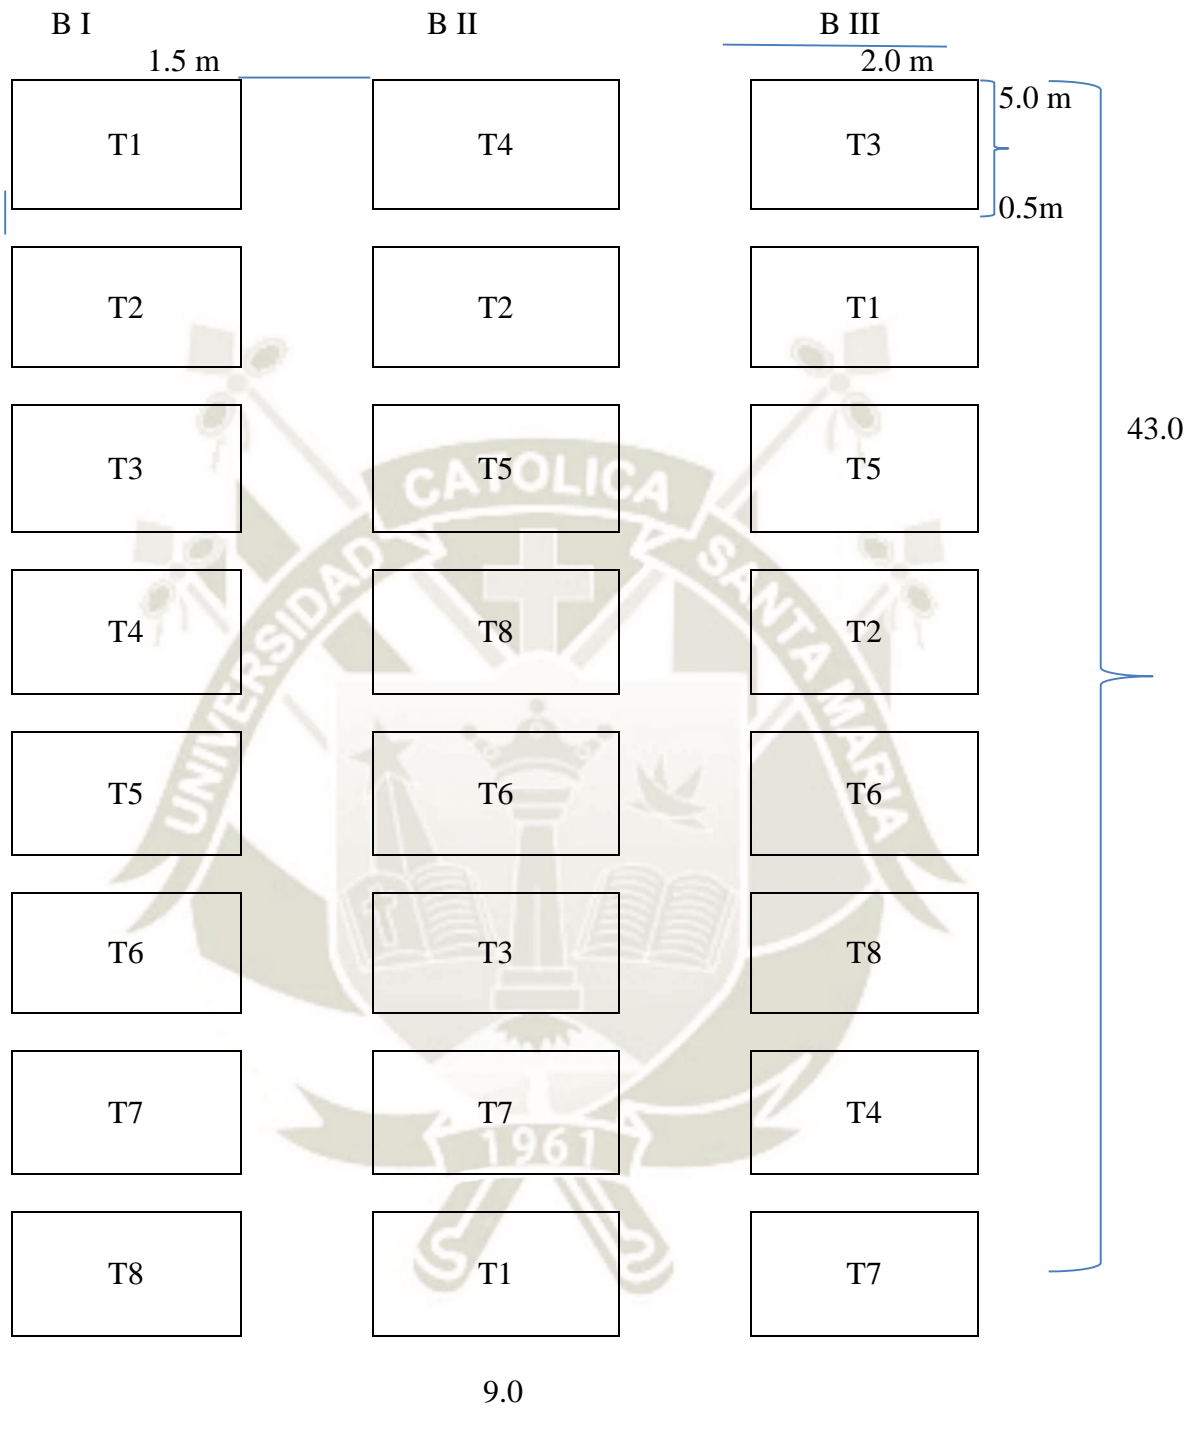 B I B II B III
1.5 m 2.0 m
5.0 m
T1 T4 T3
0.5m
T2 T2 T1
43.0
T3 T5 T5
T4 T8 T2
T5 T6 T6
T6 T3 T8
T7 T7 T4
T8 T1 T7
9.0
UNIVERSIDAD CATOLICA SANTA MARIA
1961